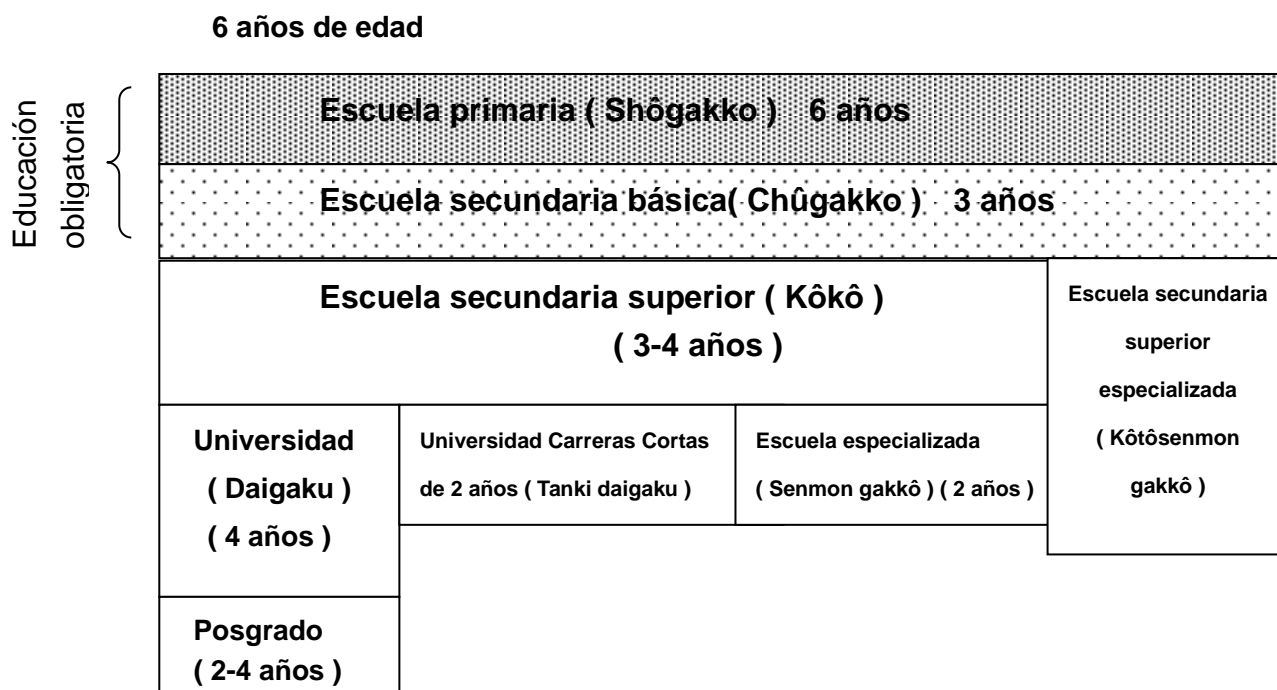 6 años de edad
Educación
obligatoria
Escuela primaria ( Shôgakko )    6 años
Escuela secundaria básica( Chûgakko )    3 años
Escuela secundaria superior ( Kôkô )
( 3-4 años )
Escuela secundaria
superior
especializada
( Kôtôsenmon
gakkô )
Universidad
( Daigaku )
( 4 años )
Universidad Carreras Cortas
de 2 años ( Tanki daigaku )
Escuela especializada
( Senmon gakkô ) ( 2 años )
Posgrado
( 2-4 años )